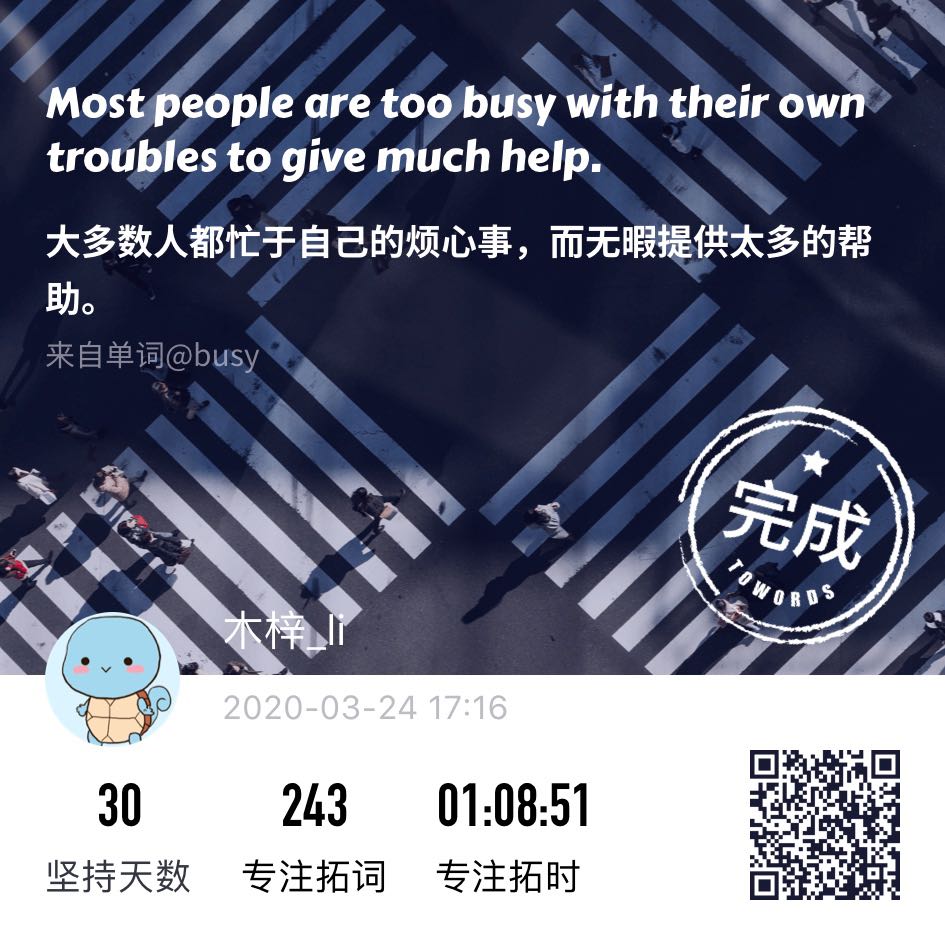 Most people are too busy with their own
troubles to give much help.
大多数人都忙于自己的烦心事，而无暇提供太多的帮
助。
来自单词@busy
完成
TOWORDS
木梓_li
2020-03-24 17:16
30
243
01:08:51
坚持天数
专注拓词
专注拓时